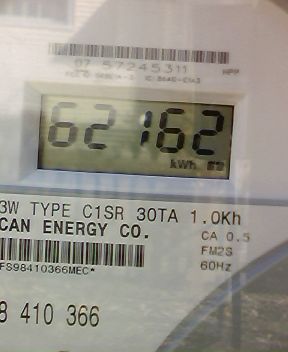 07 57245311 HPP
62162
kWh
3W TYPE C1SR 30TA 1.0Kh
CAN ENERGY CO. CA 0.5
FM2S
FS98410366MEC* 60Hz
8 410 366